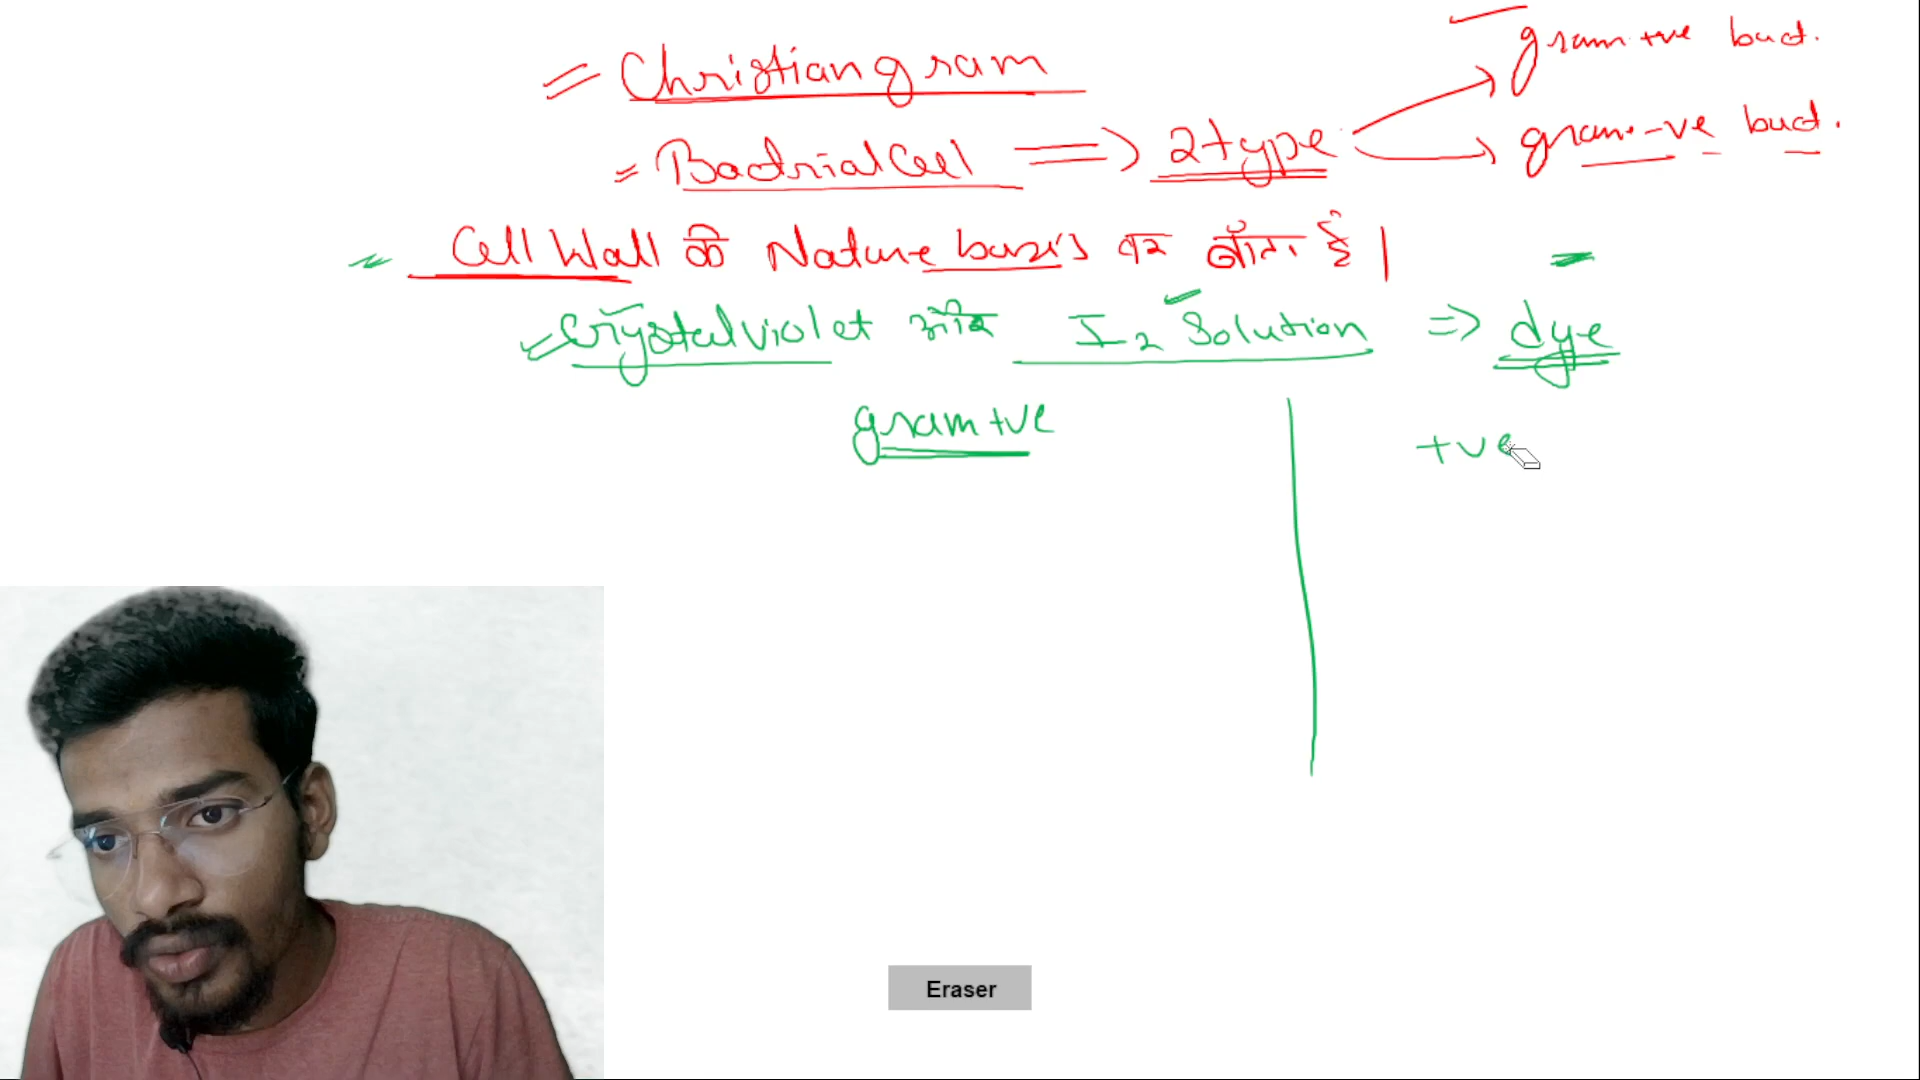 = Christian gram
gram +ve bact.
= Bactrial Cell => 2 type
gram -ve bact.
Cell Wall के Nature basis पर बाँटा है |
Crystal violet और I2 Solution => dye
gram +ve
+ve
Eraser